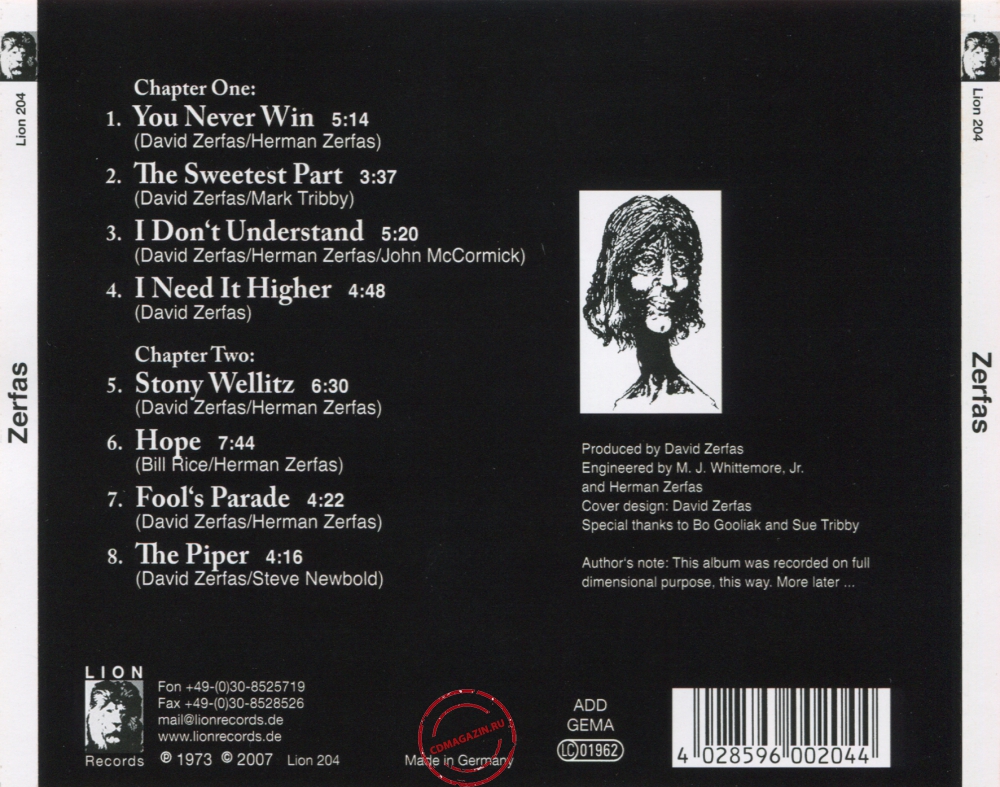 Lion 204
Zerfas
Chapter One:
1. You Never Win 5:14
(David Zerfas/Herman Zerfas)
2. The Sweetest Part 3:37
(David Zerfas/Mark Tribby)
3. I Don‘t Understand 5:20
(David Zerfas/Herman Zerfas/John McCormick)
4. I Need It Higher 4:48
(David Zerfas)
Chapter Two:
5. Stony Wellitz 6:30
(David Zerfas/Herman Zerfas)
6. Hope 7:44
(Bill Rice/Herman Zerfas)
7. Fool‘s Parade 4:22
(David Zerfas/Herman Zerfas)
8. The Piper 4:16
(David Zerfas/Steve Newbold)
Produced by David Zerfas
Engineered by M. J. Whittemore, Jr.
and Herman Zerfas
Cover design: David Zerfas
Special thanks to Bo Gooliak and Sue Tribby
Author's note: This album was recorded on full
dimensional purpose, this way. More later ...
LION
Records
Fon +49-(0)30-8525719
Fax +49-(0)30-8528526
mail@lionrecords.de
www.lionrecords.de
℗ 1973 © 2007 Lion 204
Made in Germany
CDMAGAZIN.RU
ADD
GEMA
LC 01962
4 028596 002044
Lion 204
Zerfas